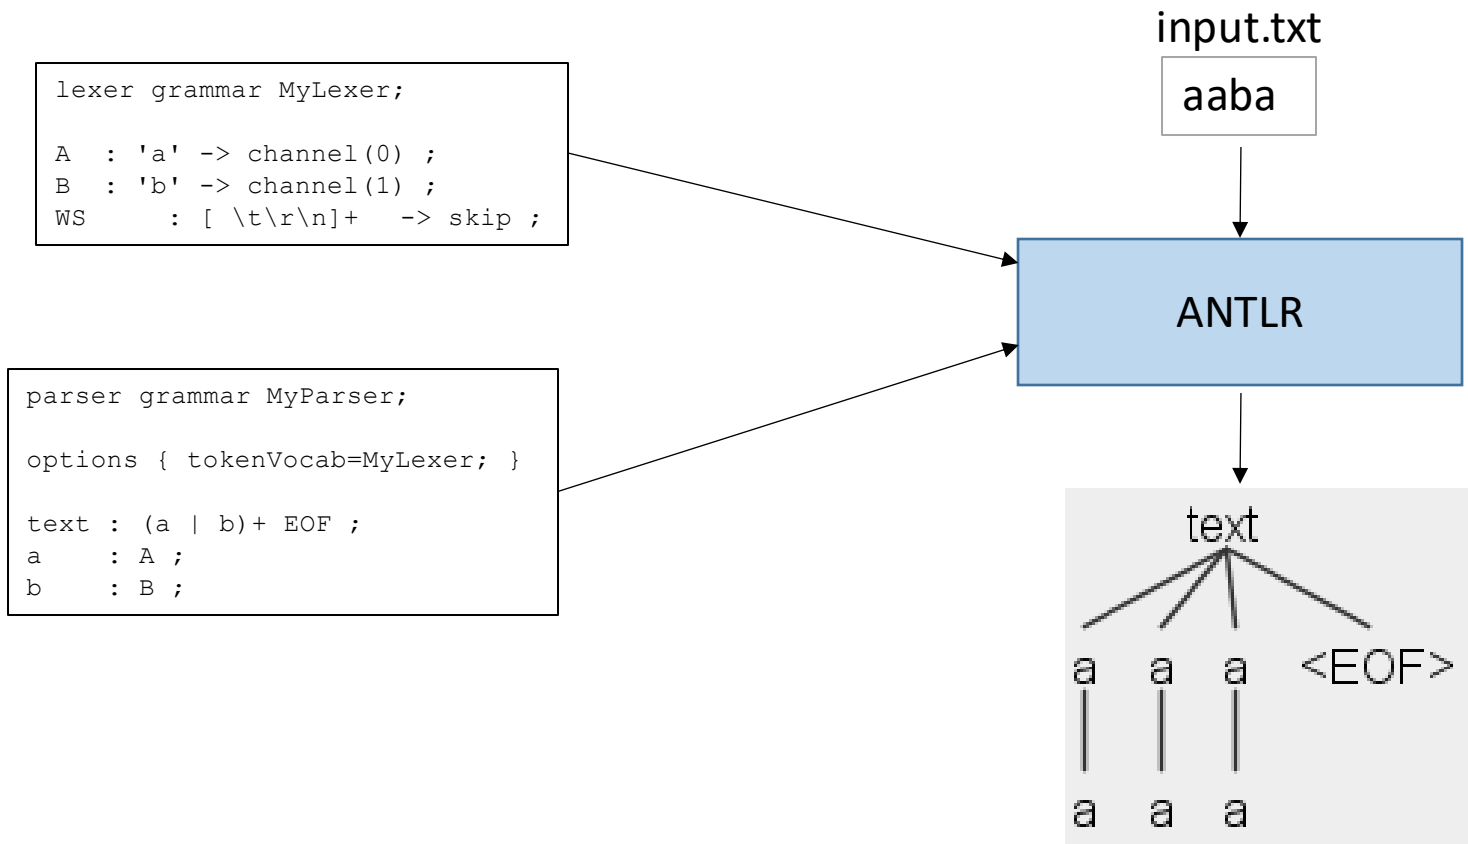 input.txt
aaba
lexer grammar MyLexer;
A  : 'a' -> channel(0) ;
B  : 'b' -> channel(1) ;
WS     : [ \t\r\n]+   -> skip ;
ANTLR
parser grammar MyParser;
options { tokenVocab=MyLexer; }
text : (a | b)+ EOF ;
a    : A ;
b    : B ;
text
a a a <EOF>
a a a